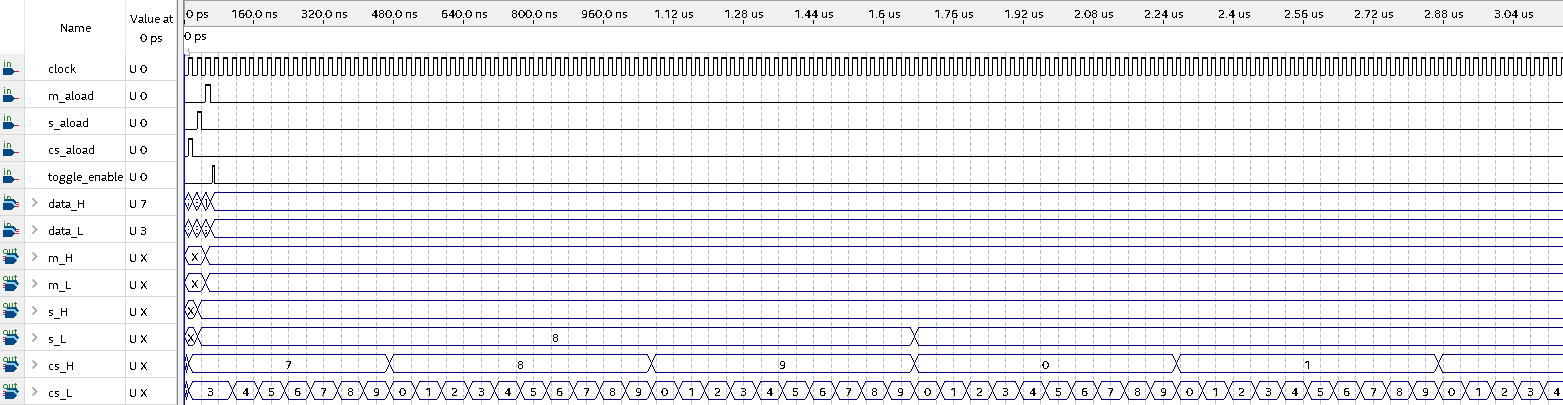 Name Value at 0 ps
0 ps 160.0 ns 320.0 ns 480.0 ns 640.0 ns 800.0 ns 960.0 ns 1.12 us 1.28 us 1.44 us 1.6 us 1.76 us 1.92 us 2.08 us 2.24 us 2.4 us 2.56 us 2.72 us 2.88 us 3.04 us
0 ps
in clock U 0
in m_aload U 0
in s_aload U 0
in cs_aload U 0
in toggle_enable U 0
in data_H U 7
in data_L U 3
out m_H U X X
out m_L U X X
out s_H U X X
out s_L U X X 8
out cs_H U X 7 8 9 0 1
out cs_L U X 3 4 5 6 7 8 9 0 1 2 3 4 5 6 7 8 9 0 1 2 3 4 5 6 7 8 9 0 1 2 3 4 5 6 7 8 9 0 1 2 3 4 5 6 7 8 9 0 1 2 3 4